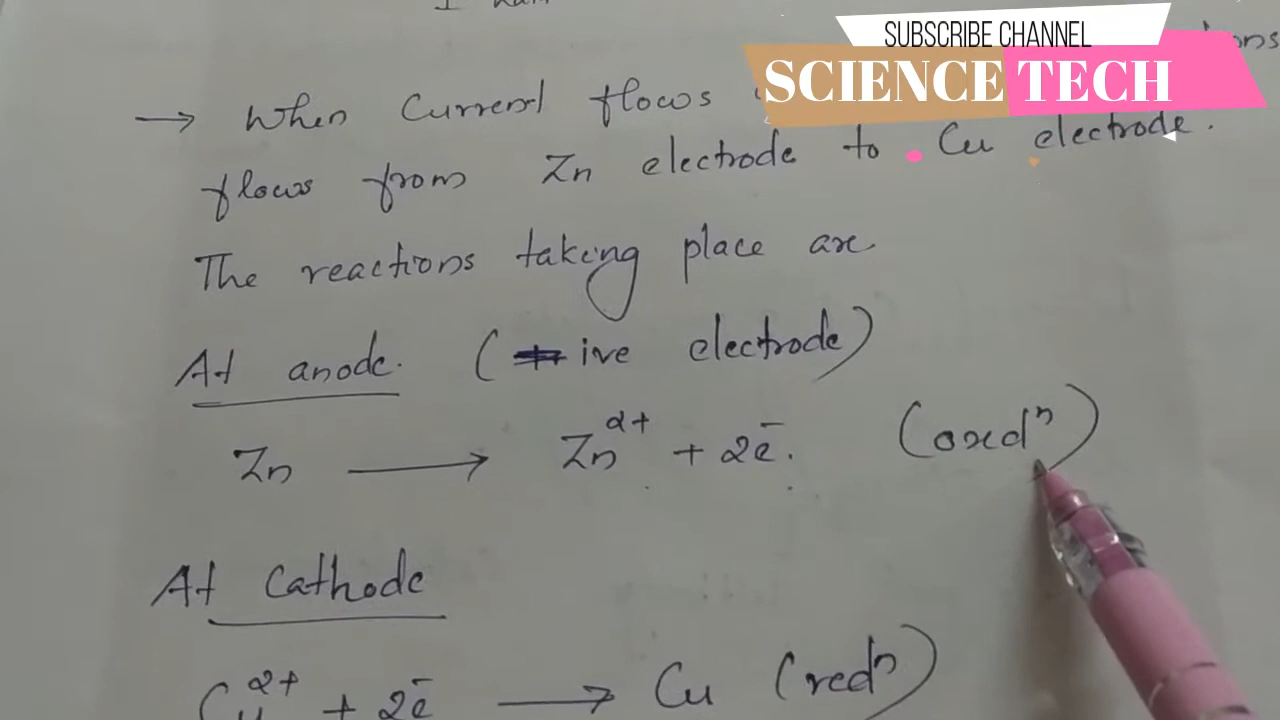 SUBSCRIBE CHANNEL
SCIENCE TECH
→ When Current flows
flows from Zn electrode to Cu electrode.
The reactions taking place are
At anode. (ive electrode)
Zn → Zn²⁺ + 2e⁻. (oxdⁿ)
At Cathode
Cu²⁺ + 2e⁻ → Cu (redⁿ)